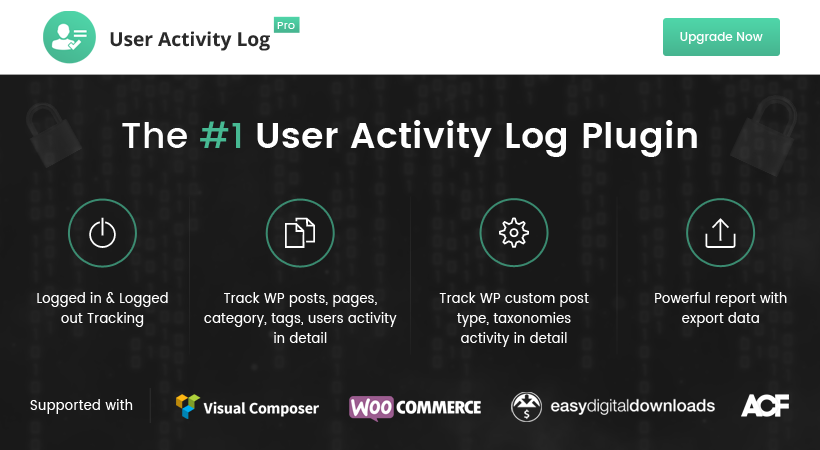 User Activity Log Pro
Upgrade Now
The #1 User Activity Log Plugin
Logged in & Logged
out Tracking
Track WP posts, pages,
category, tags, users activity
in detail
Track WP custom post
type, taxonomies
activity in detail
Powerful report with
export data
Supported with
Visual Composer
WOO COMMERCE
$
easydigitaldownloads
ACF